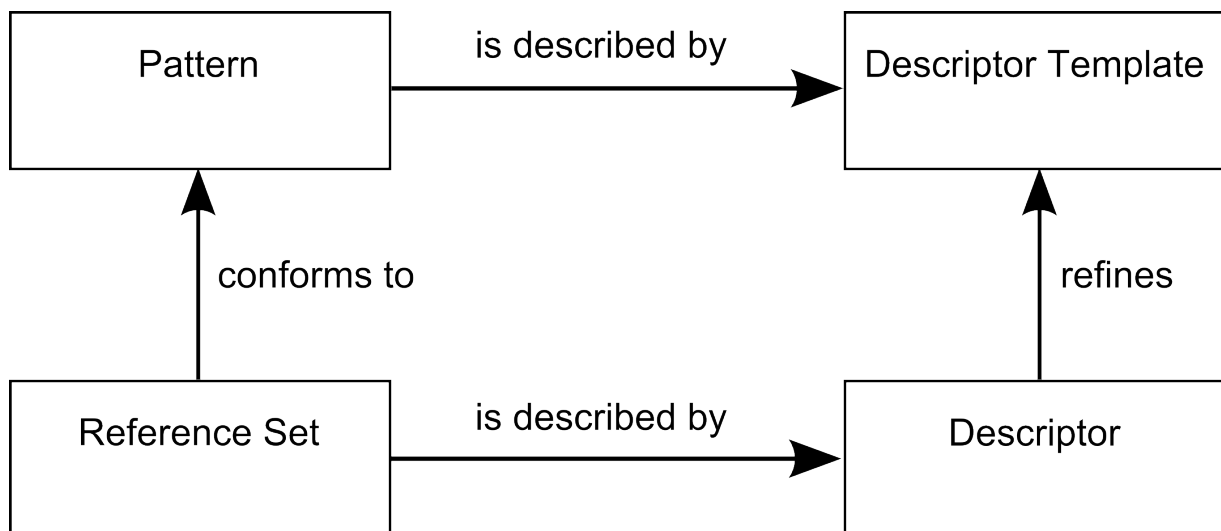 Pattern
is described by
Descriptor Template
conforms to
refines
Reference Set
is described by
Descriptor